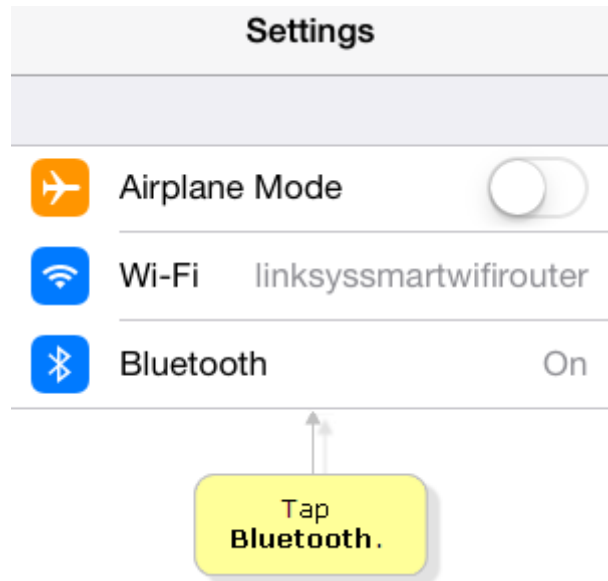 Settings
Airplane Mode
Wi-Fi linksyssmartwifirouter
Bluetooth On
Tap
Bluetooth.